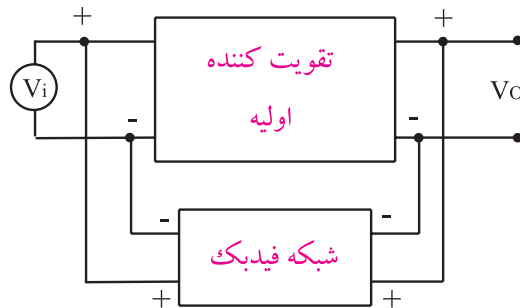 + +
تقویت کننده
Vi
VO
اولیه
- -
- -
شبکه فیدبک
+ +